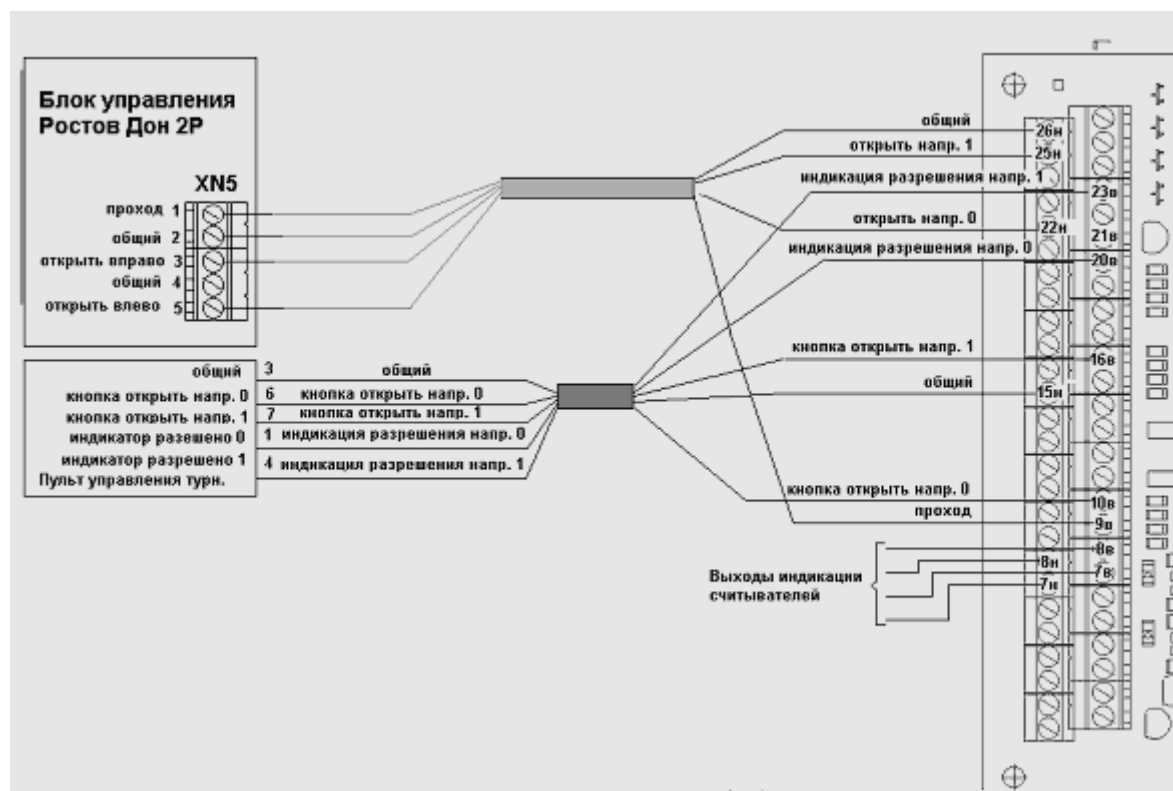 Блок управления
Ростов Дон 2Р
XN5
проход 1
общий 2
открыть вправо 3
общий 4
открыть влево 5
общий 3 общий
кнопка открыть напр. 0 6 кнопка открыть напр. 0
кнопка открыть напр. 1 7 кнопка открыть напр. 1
индикатор разешено 0 1 индикация разрешения напр. 0
индикатор разрешено 1 4 индикация разрешения напр. 1
Пульт управления турн.
общий 26н
открыть напр. 1 25н
индикация разрешения напр. 1 23в
открыть напр. 0 22н
21в
индикация разрешения напр. 0 20в
кнопка открыть напр. 1 16в
общий 15н
кнопка открыть напр. 0 10в
проход 9в
8в
8н 7в
7н
Выходы индикации
считывателей